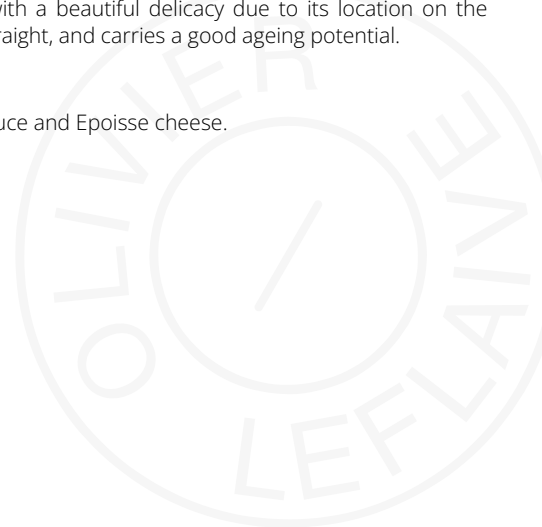 with a beautiful delicacy due to its location on the
raight, and carries a good ageing potential.
uce and Epoisse cheese.
OLIVIER LEFLAIVE